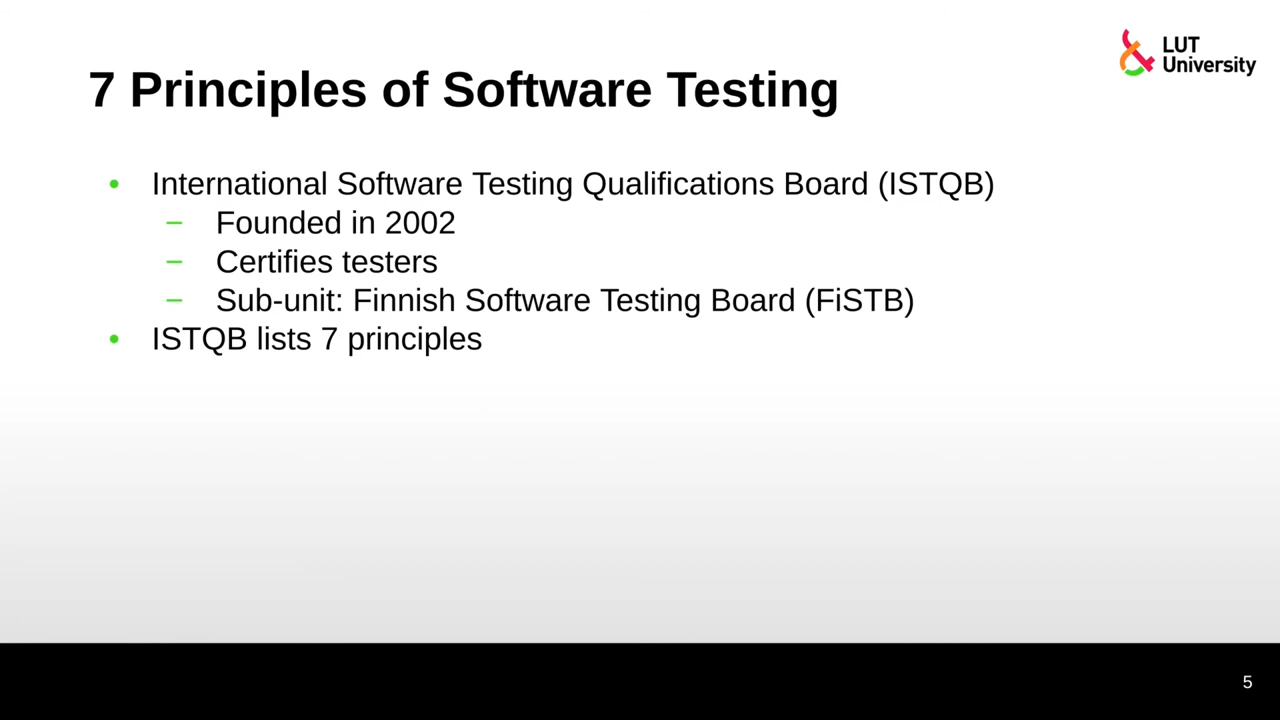 LUT
University
7 Principles of Software Testing
• International Software Testing Qualifications Board (ISTQB)
– Founded in 2002
– Certifies testers
– Sub-unit: Finnish Software Testing Board (FiSTB)
• ISTQB lists 7 principles
5